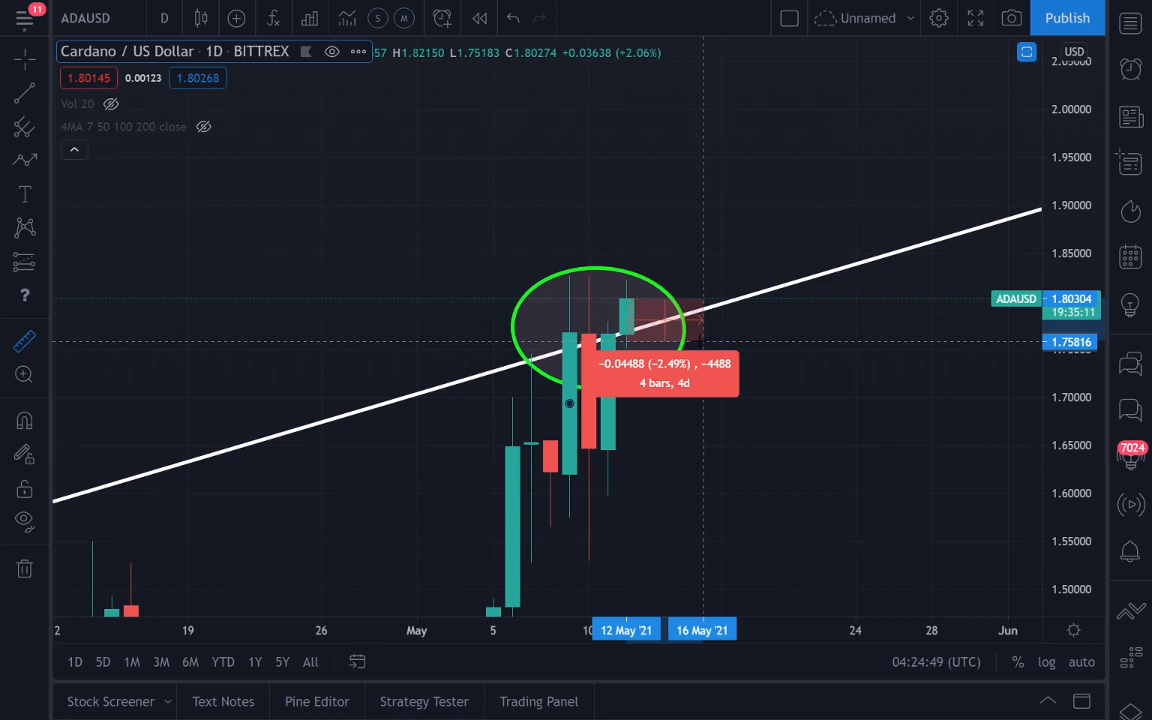 11
ADAUSD
D
S
M
Unnamed
Publish
Cardano / US Dollar · 1D · BITTREX
57 H1.82150 L1.75183 C1.80274 +0.03638 (+2.06%)
USD
1.80145
0.00123
1.80268
Vol 20
4MA 7 50 100 200 close
2.00000
1.95000
1.90000
1.85000
ADAUSD
1.80304
19:35:11
1.75816
−0.04488 (−2.49%) , −4488
4 bars, 4d
1.70000
1.65000
1.60000
1.55000
1.50000
7024
2
19
26
May
5
10
12 May '21
16 May '21
24
28
Jun
1D
5D
1M
3M
6M
YTD
1Y
5Y
All
04:24:49 (UTC)
%
log
auto
Stock Screener
Text Notes
Pine Editor
Strategy Tester
Trading Panel